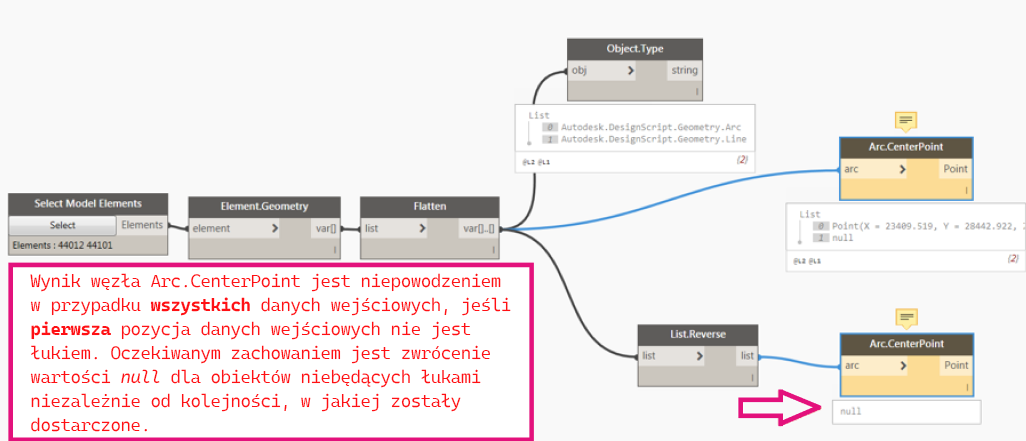 Object.Type
obj > string
l
List
0 Autodesk.DesignScript.Geometry.Arc
1 Autodesk.DesignScript.Geometry.Line
@L2 @L1 {2}
Arc.CenterPoint
arc > Point
l
List
0 Point(X = 23409.519, Y = 28442.922,
1 null
@L2 @L1 {2}
Select Model Elements
Select Elements
Elements : 44012 44101
Element.Geometry
element > var[]
l
Flatten
list > var[]..[]
l
Wynik węzła Arc.CenterPoint jest niepowodzeniem
w przypadku wszystkich danych wejściowych, jeśli
pierwsza pozycja danych wejściowych nie jest
łukiem. Oczekiwanym zachowaniem jest zwrócenie
wartości null dla obiektów niebędących łukami
niezależnie od kolejności, w jakiej zostały
dostarczone.
List.Reverse
list > list
l
Arc.CenterPoint
arc > Point
l
null